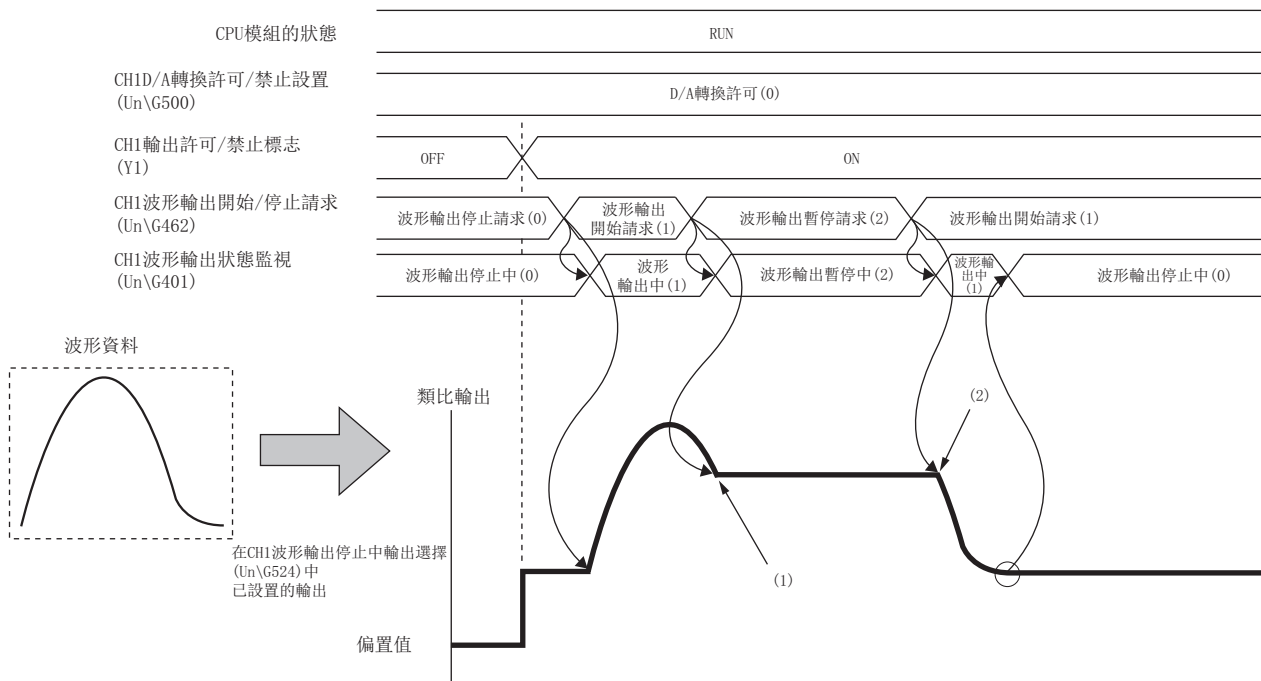 CPU模組的狀態
RUN
CH1D/A轉換許可/禁止設置
(Un\G500)
D/A轉換許可(0)
CH1輸出許可/禁止標志
(Y1)
OFF
ON
CH1波形輸出開始/停止請求
(Un\G462)
波形輸出停止請求(0)
波形輸出
開始請求(1)
波形輸出暫停請求(2)
波形輸出開始請求(1)
CH1波形輸出狀態監視
(Un\G401)
波形輸出停止中(0)
波形
輸出中(1)
波形輸出暫停中(2)
波形輸
出中
(1)
波形輸出停止中(0)
波形資料
類比輸出
(2)
(1)
在CH1波形輸出停止中輸出選擇
(Un\G524)中
已設置的輸出
偏置值